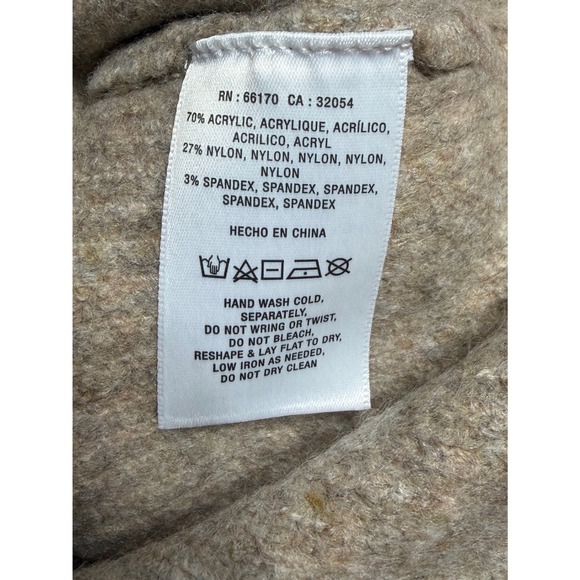 RN : 66170 CA : 32054
70% ACRYLIC, ACRYLIQUE, ACRÍLICO,
ACRILICO, ACRYL
27% NYLON, NYLON, NYLON, NYLON,
NYLON
3% SPANDEX, SPANDEX, SPANDEX,
SPANDEX, SPANDEX
HECHO EN CHINA
HAND WASH COLD,
SEPARATELY,
DO NOT WRING OR TWIST,
DO NOT BLEACH,
RESHAPE & LAY FLAT TO DRY,
LOW IRON AS NEEDED,
DO NOT DRY CLEAN